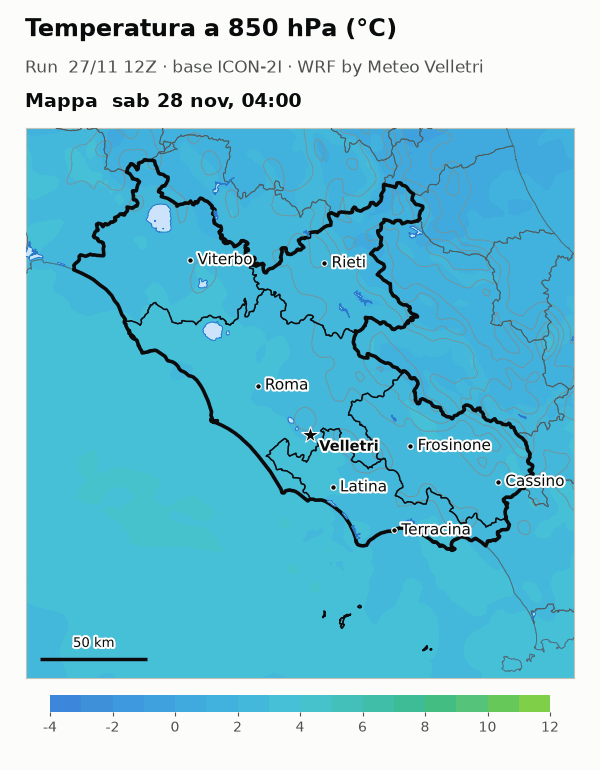 Temperatura a 850 hPa (°C)
Run 27/11 12Z · base ICON-2I · WRF by Meteo Velletri
Mappa sab 28 nov, 04:00
Viterbo
Rieti
Roma
Velletri
Frosinone
Latina
Cassino
Terracina
50 km
-4 -2 0 2 4 6 8 10 12